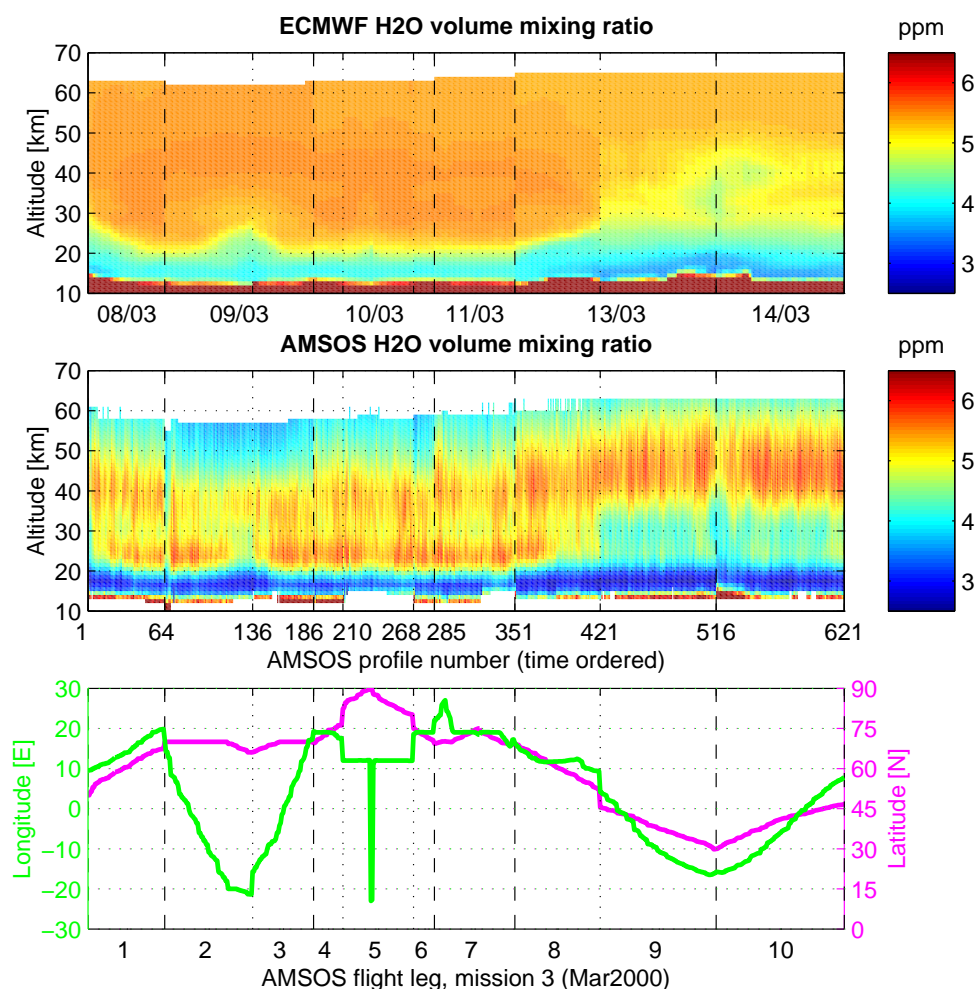 ECMWF H2O volume mixing ratio
ppm
70
60
50
40
30
20
10
Altitude [km]
6
5
4
3
08/03 09/03 10/03 11/03 13/03 14/03
AMSOS H2O volume mixing ratio
ppm
70
60
50
40
30
20
10
Altitude [km]
6
5
4
3
1 64 136 186 210 268 285 351 421 516 621
AMSOS profile number (time ordered)
30
20
10
0
−10
−20
−30
Longitude [E]
90
75
60
45
30
15
0
Latitude [N]
1 2 3 4 5 6 7 8 9 10
AMSOS flight leg, mission 3 (Mar2000)